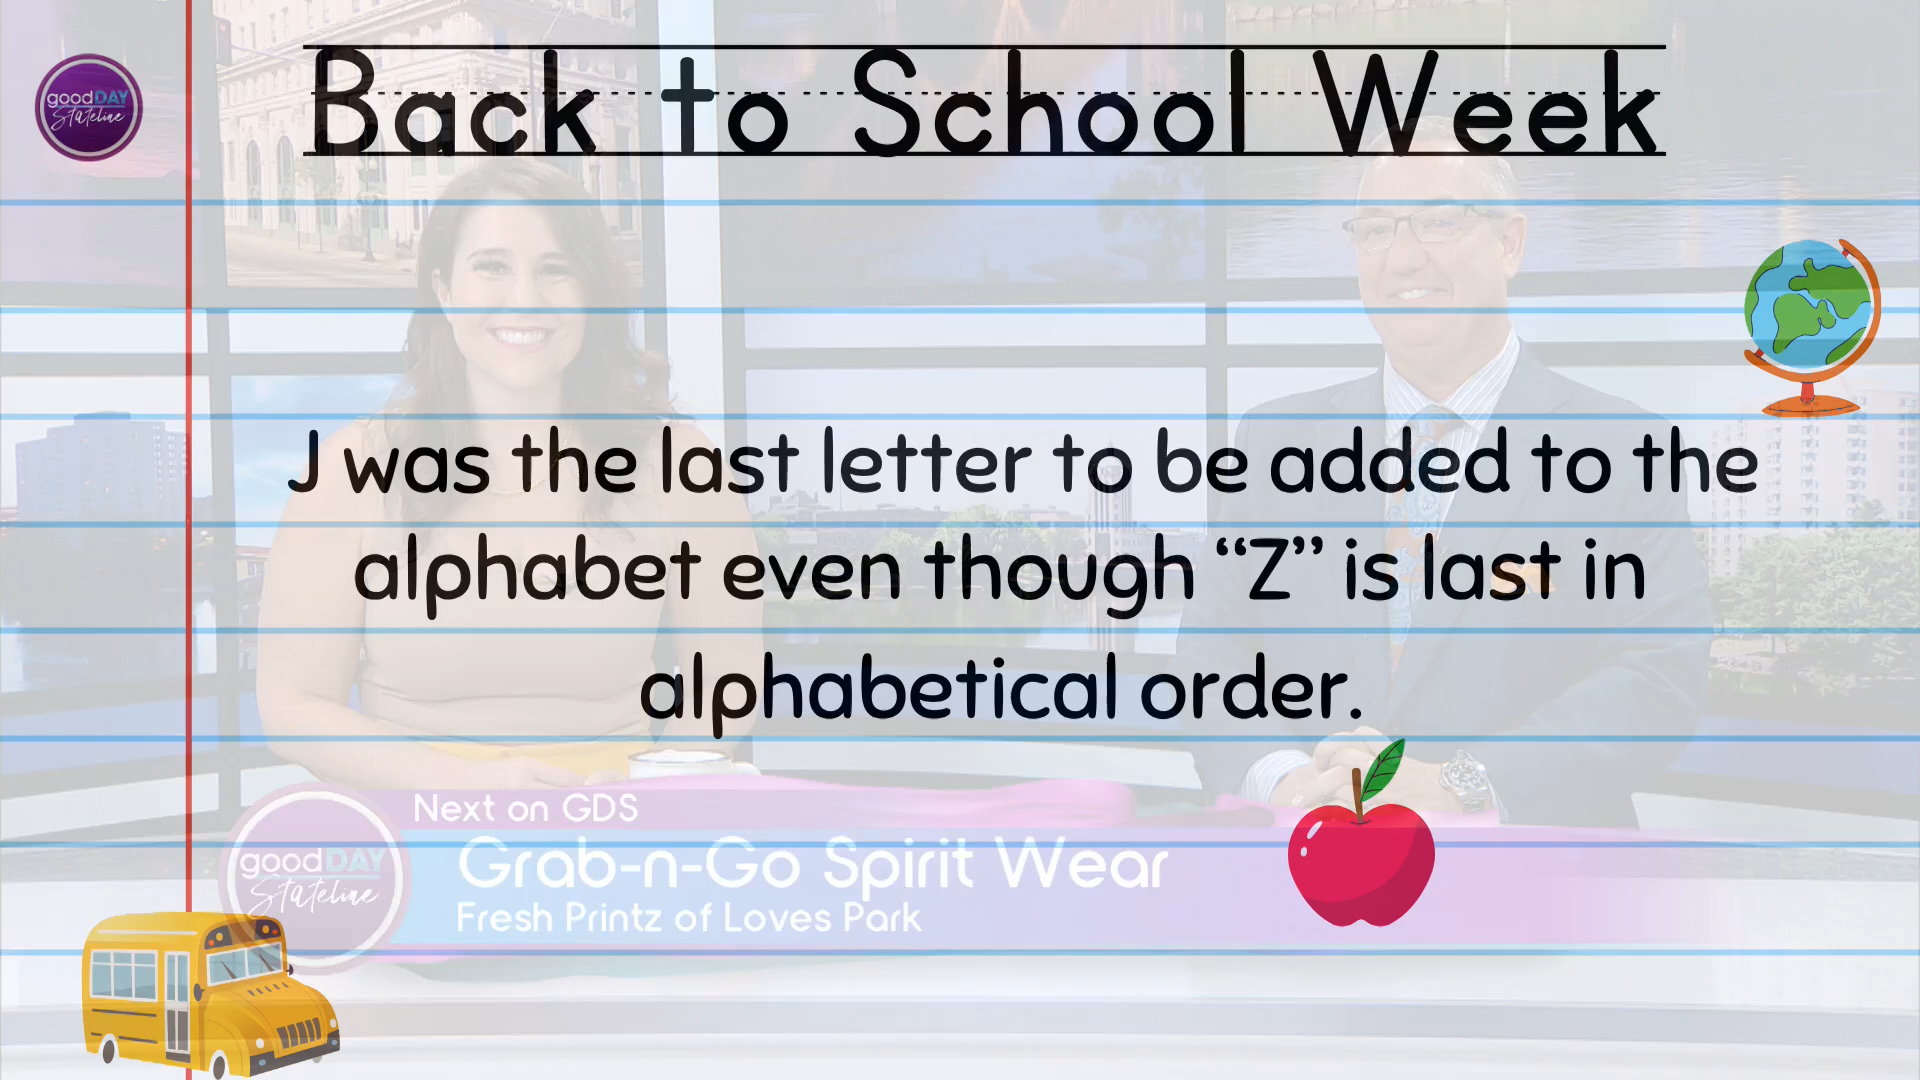 good DAY
Stateline
Back to School Week
J was the last letter to be added to the
alphabet even though “Z” is last in
alphabetical order.
Next on GDS
good DAY
Stateline
Grab-n-Go Spirit Wear
Fresh Printz of Loves Park